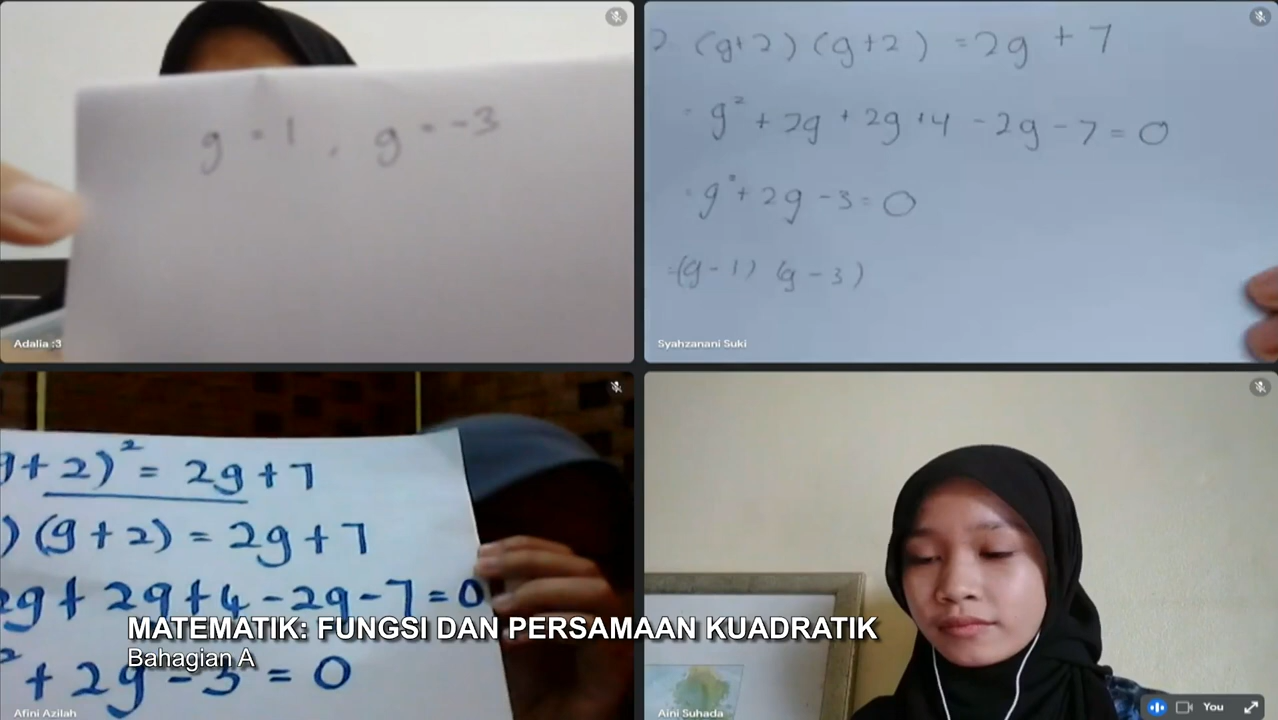 g = 1 , g = -3
Adalia :3
2 (g+2) (g+2) = 2g + 7
= g² + 2g + 2g + 4 - 2g - 7 = 0
= g² + 2g - 3 = 0
= (g - 1) (g - 3)
Syahzanani Suki
g + 2)² = 2g + 7
) (g + 2) = 2g + 7
2g + 2g + 4 - 2g - 7 = 0
² + 2g - 3 = 0
Afini Azilah
MATEMATIK: FUNGSI DAN PERSAMAAN KUADRATIK
Bahagian A
Aini Suhada
You